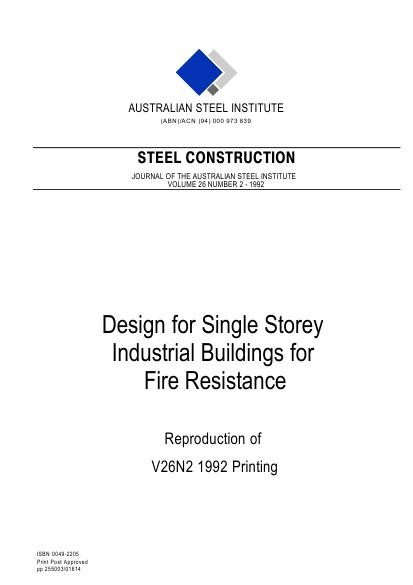 AUSTRALIAN STEEL INSTITUTE
(ABN)/ACN (94) 000 973 839
STEEL CONSTRUCTION
JOURNAL OF THE AUSTRALIAN STEEL INSTITUTE
VOLUME 26 NUMBER 2 - 1992
Design for Single Storey
Industrial Buildings for
Fire Resistance
Reproduction of
V26N2 1992 Printing
ISBN 0049-2205
Print Post Approved
pp 255003/01614